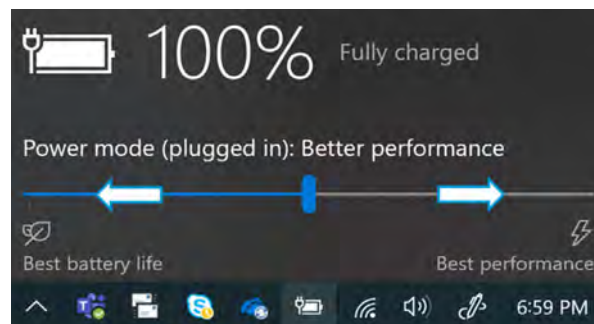 100% Fully charged
Power mode (plugged in): Better performance
Best battery life Best performance
6:59 PM